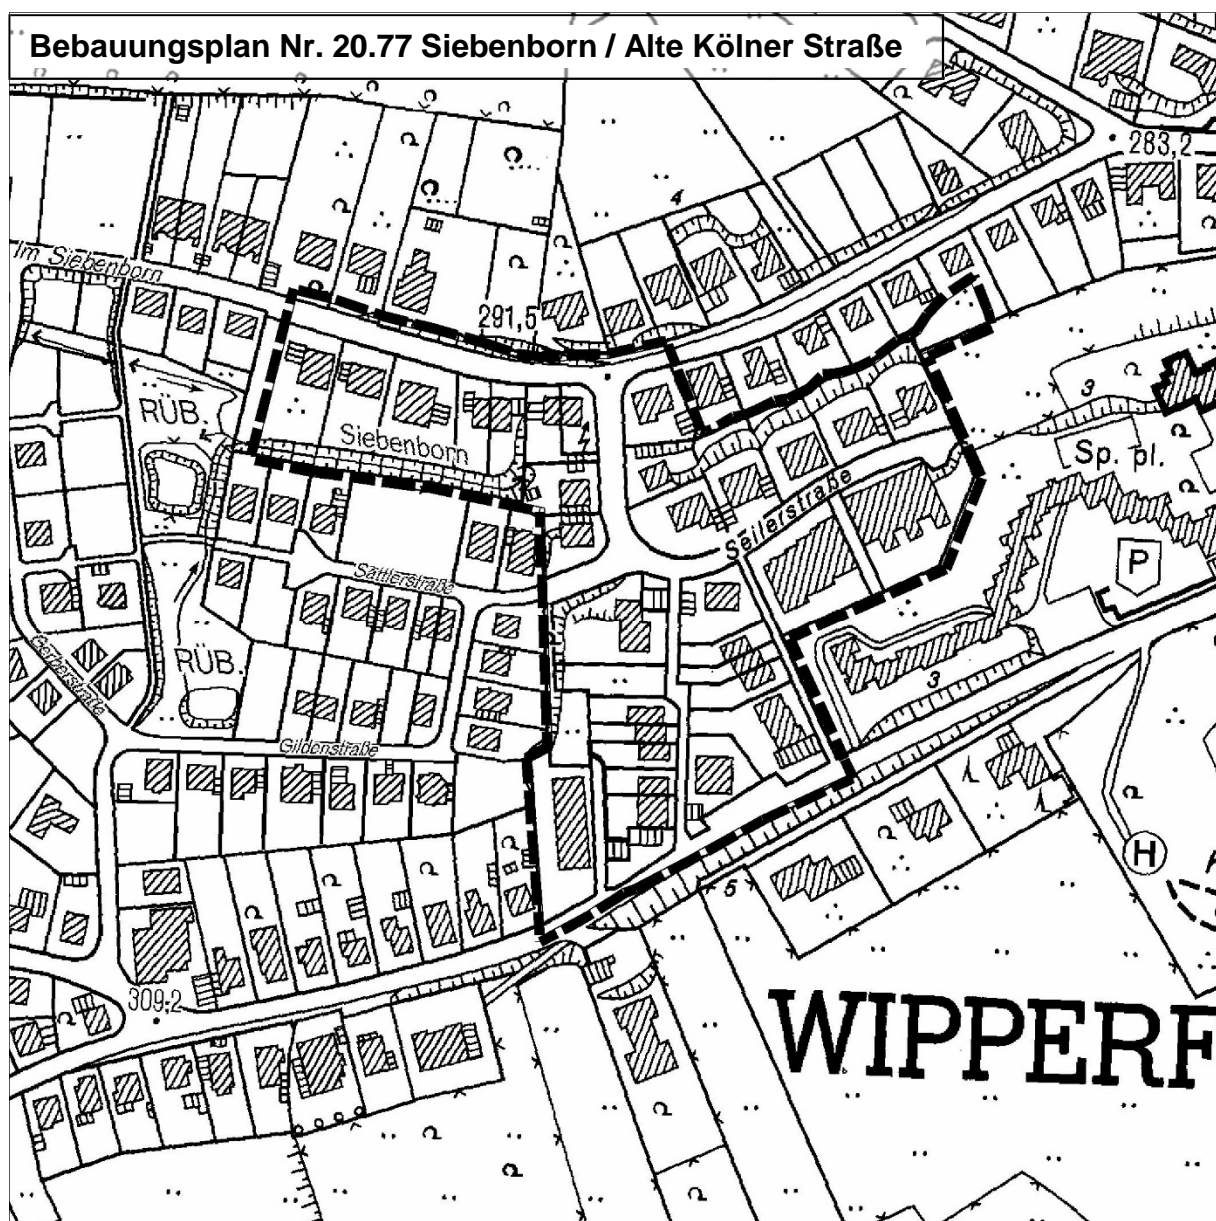 Bebauungsplan Nr. 20.77 Siebenborn / Alte Kölner Straße
283,2
4
Im Siebenborn
291,5
RÜB.
Siebenborn
3
Sp. pl.
Seilerstraße
Sattlerstraße
P
Gerberstraße
RÜB.
3
Gildenstraße
H
5
309,2
WIPPERF